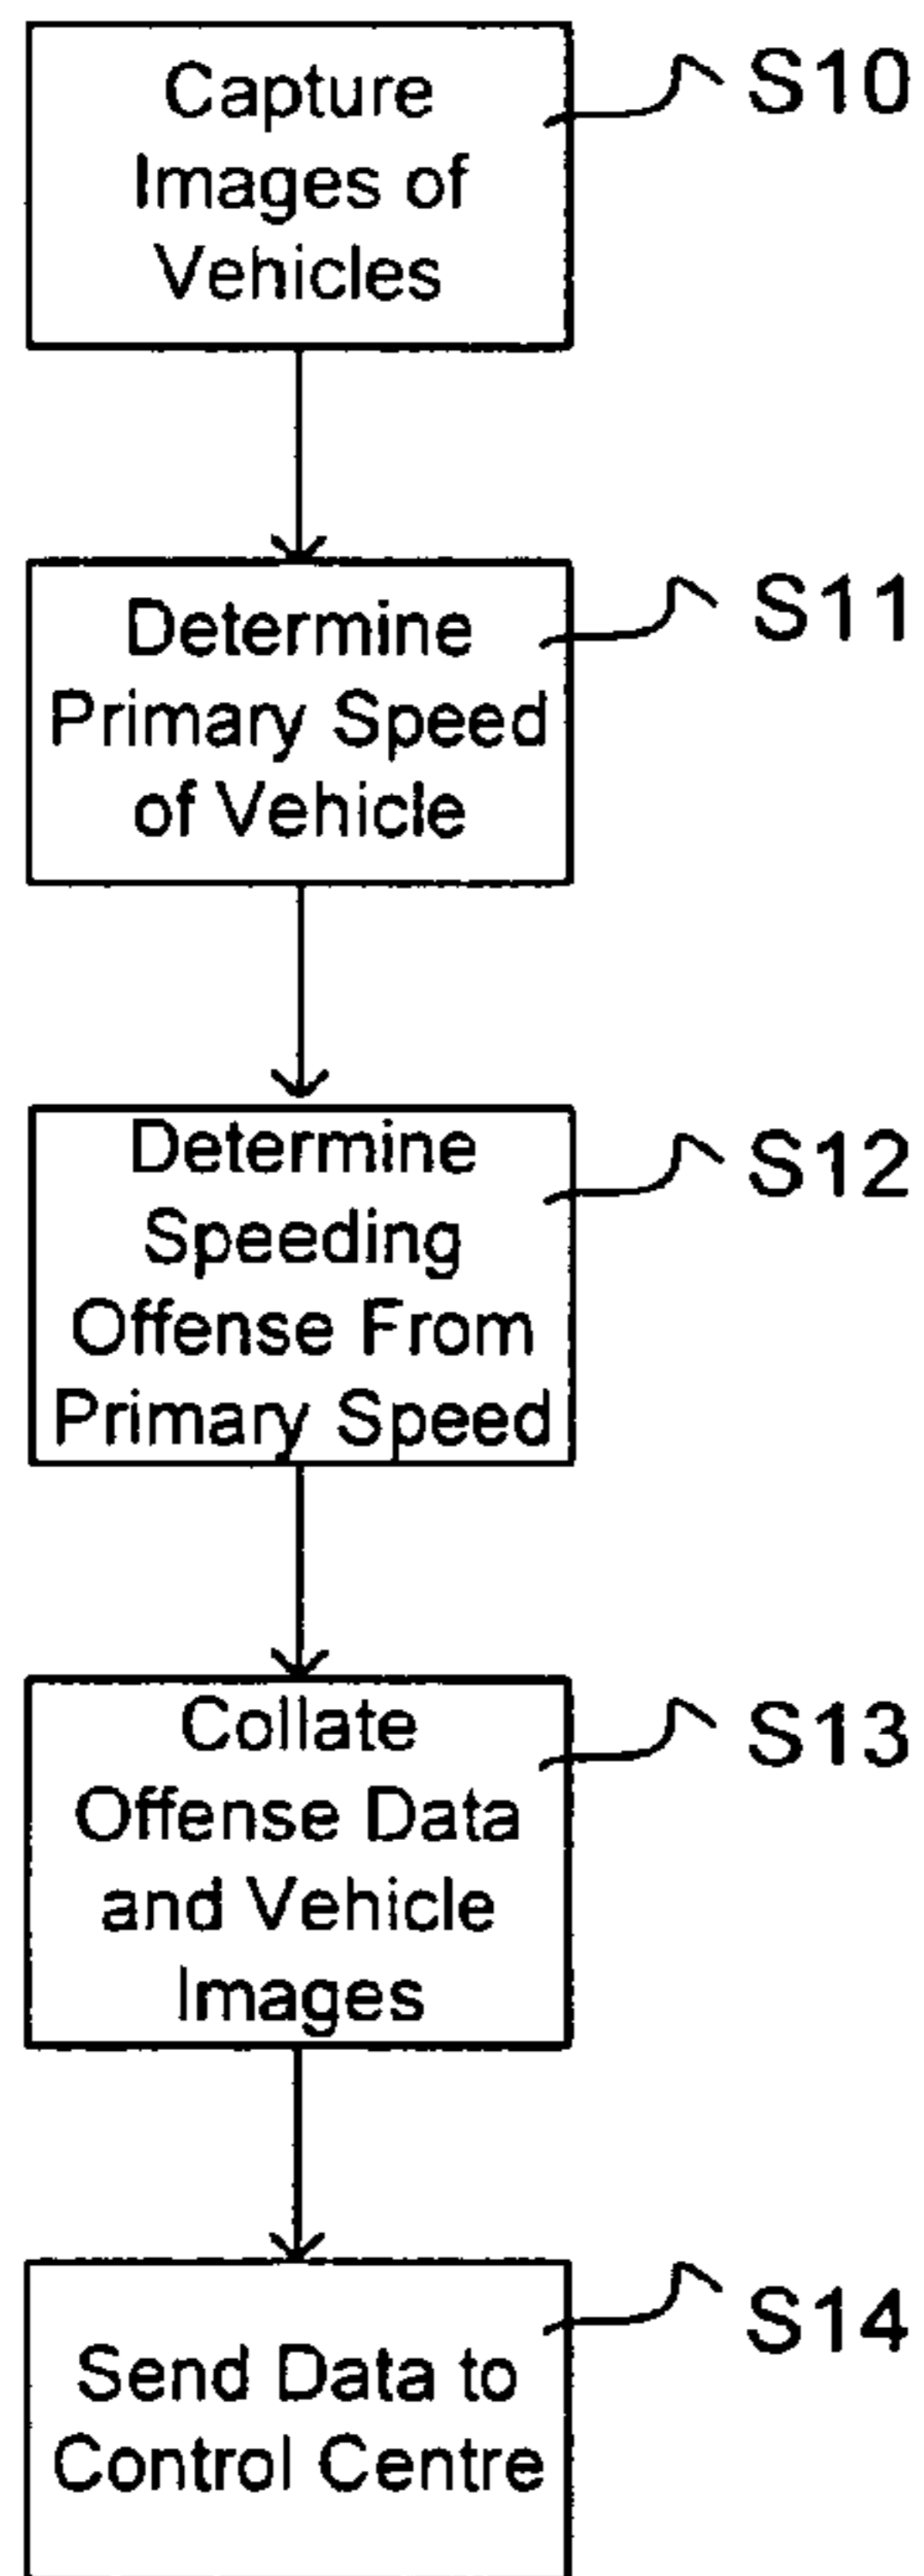 Capture
Images of
Vehicles
S10
Determine
Primary Speed
of Vehicle
S11
Determine
Speeding
Offense From
Primary Speed
S12
Collate
Offense Data
and Vehicle
Images
S13
Send Data to
Control Centre
S14